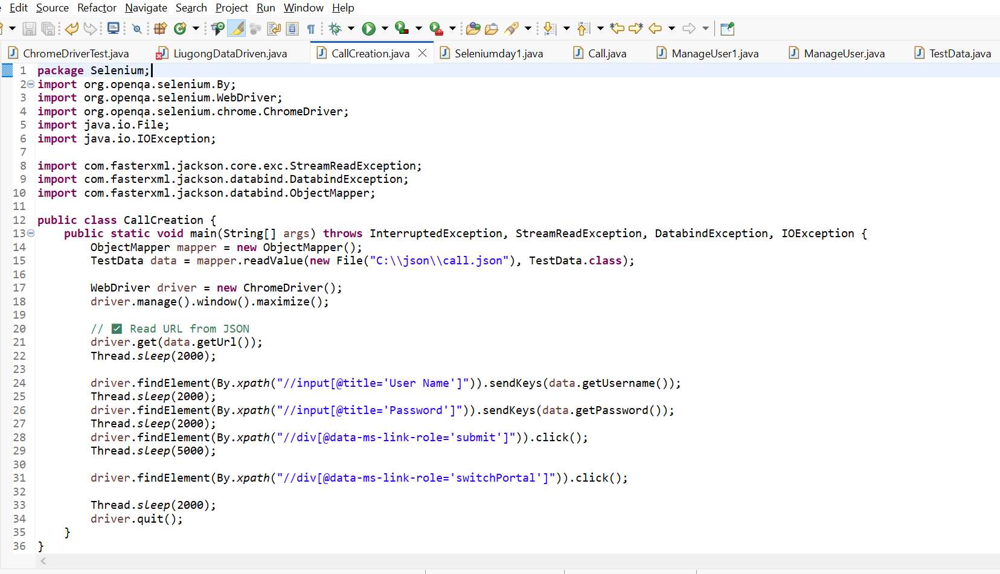 Edit Source Refactor Navigate Search Project Run Window Help
ChromeDriverTest.java LiugongDataDriven.java CallCreation.java Seleniumday1.java Call.java ManageUser1.java ManageUser.java TestData.java
1 package Selenium;
2 import org.openqa.selenium.By;
3 import org.openqa.selenium.WebDriver;
4 import org.openqa.selenium.chrome.ChromeDriver;
5 import java.io.File;
6 import java.io.IOException;
7
8 import com.fasterxml.jackson.core.exc.StreamReadException;
9 import com.fasterxml.jackson.databind.DatabindException;
10 import com.fasterxml.jackson.databind.ObjectMapper;
11
12 public class CallCreation {
13     public static void main(String[] args) throws InterruptedException, StreamReadException, DatabindException, IOException {
14         ObjectMapper mapper = new ObjectMapper();
15         TestData data = mapper.readValue(new File("C:\\json\\call.json"), TestData.class);
16
17         WebDriver driver = new ChromeDriver();
18         driver.manage().window().maximize();
19
20         // ✅ Read URL from JSON
21         driver.get(data.getUrl());
22         Thread.sleep(2000);
23
24         driver.findElement(By.xpath("//input[@title='User Name']")).sendKeys(data.getUsername());
25         Thread.sleep(2000);
26         driver.findElement(By.xpath("//input[@title='Password']")).sendKeys(data.getPassword());
27         Thread.sleep(2000);
28         driver.findElement(By.xpath("//div[@data-ms-link-role='submit']")).click();
29         Thread.sleep(5000);
30
31         driver.findElement(By.xpath("//div[@data-ms-link-role='switchPortal']")).click();
32
33         Thread.sleep(2000);
34         driver.quit();
35     }
36 }